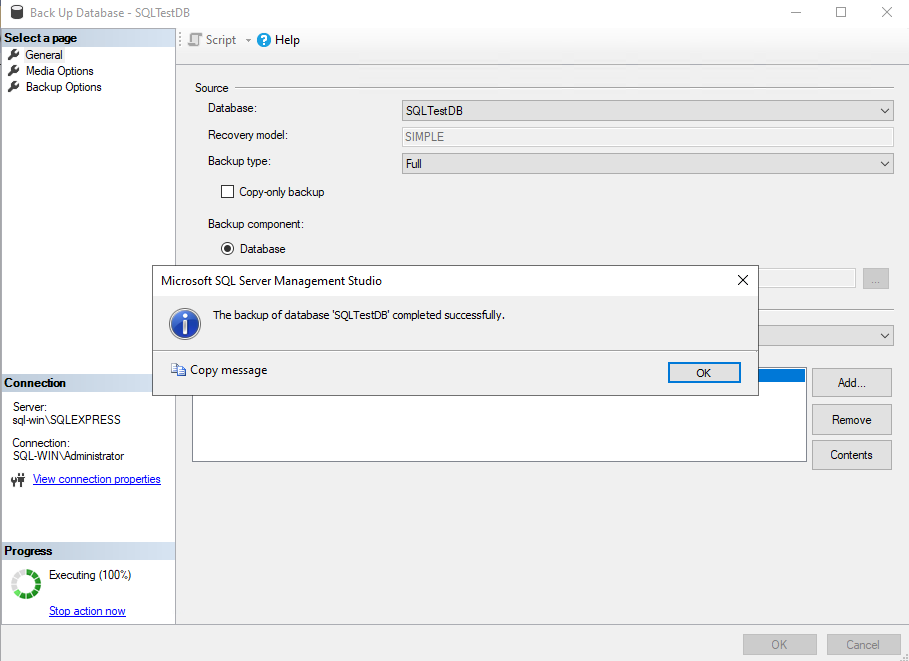 Back Up Database - SQLTestDB
Select a page
General
Media Options
Backup Options
Script
Help
Source
Database:
SQLTestDB
Recovery model:
SIMPLE
Backup type:
Full
Copy-only backup
Backup component:
Database
...
Microsoft SQL Server Management Studio
The backup of database 'SQLTestDB' completed successfully.
Copy message
OK
Add...
Remove
Contents
Connection
Server:
sql-win\SQLEXPRESS
Connection:
SQL-WIN\Administrator
View connection properties
Progress
Executing (100%)
Stop action now
OK
Cancel